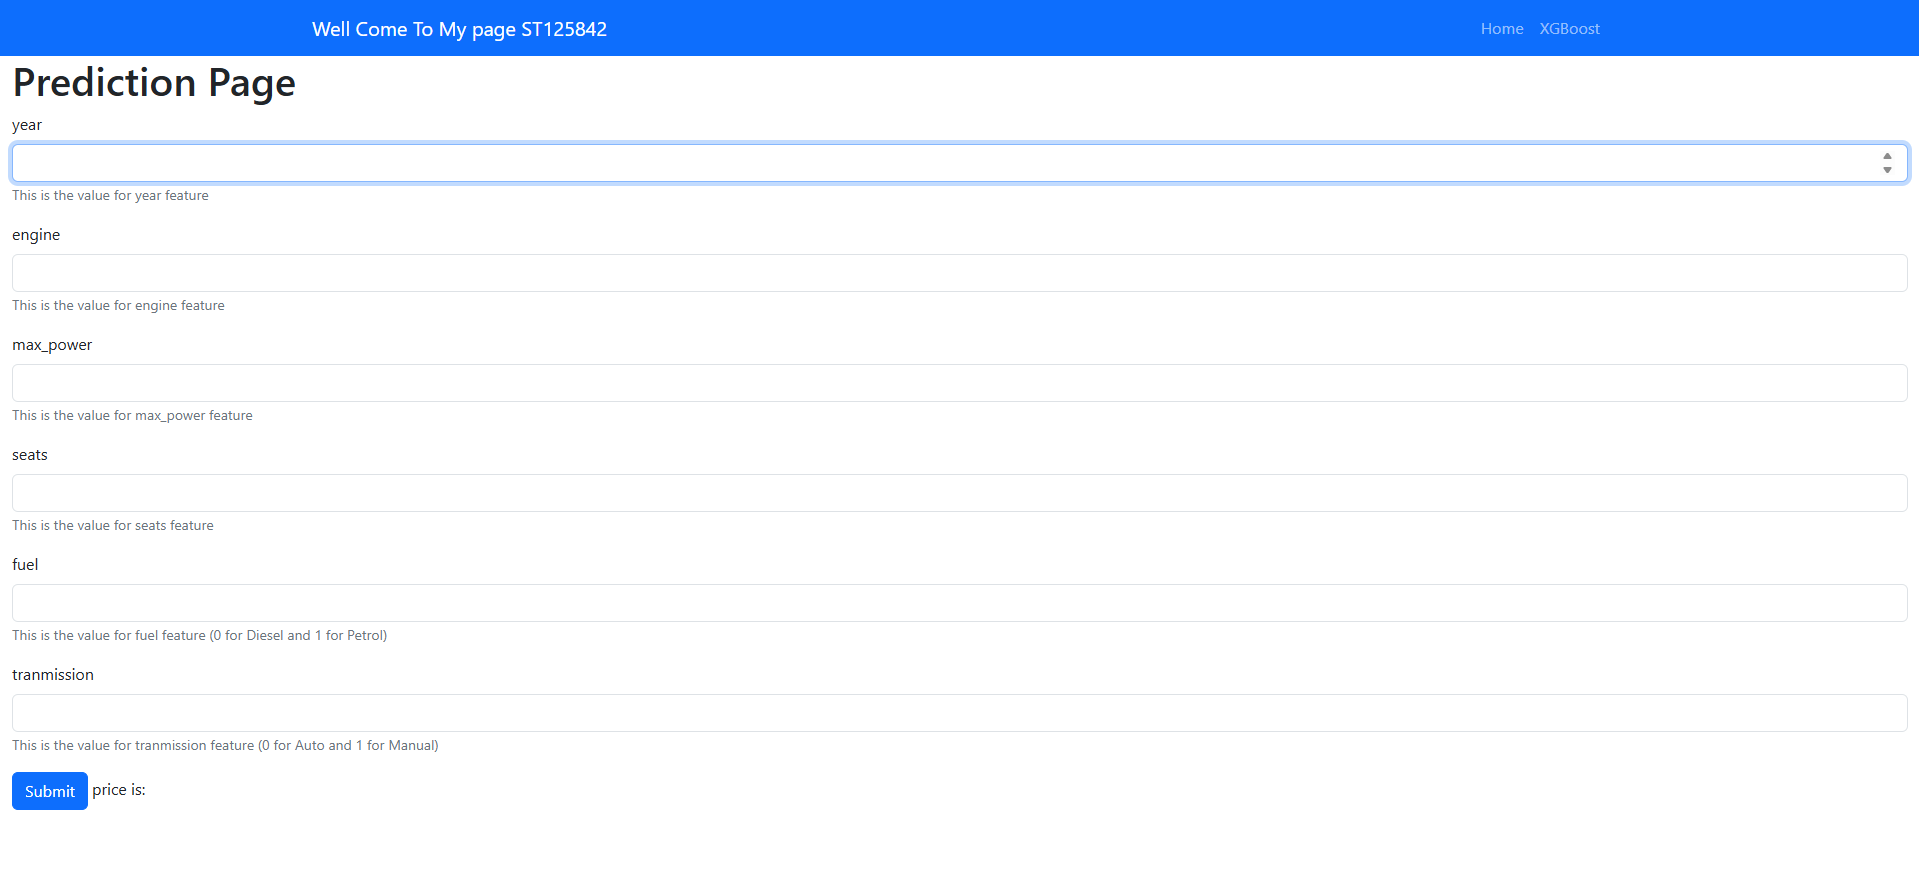 Well Come To My page ST125842 Home XGBoost
Prediction Page
year
This is the value for year feature
engine
This is the value for engine feature
max_power
This is the value for max_power feature
seats
This is the value for seats feature
fuel
This is the value for fuel feature (0 for Diesel and 1 for Petrol)
tranmission
This is the value for tranmission feature (0 for Auto and 1 for Manual)
Submit price is: